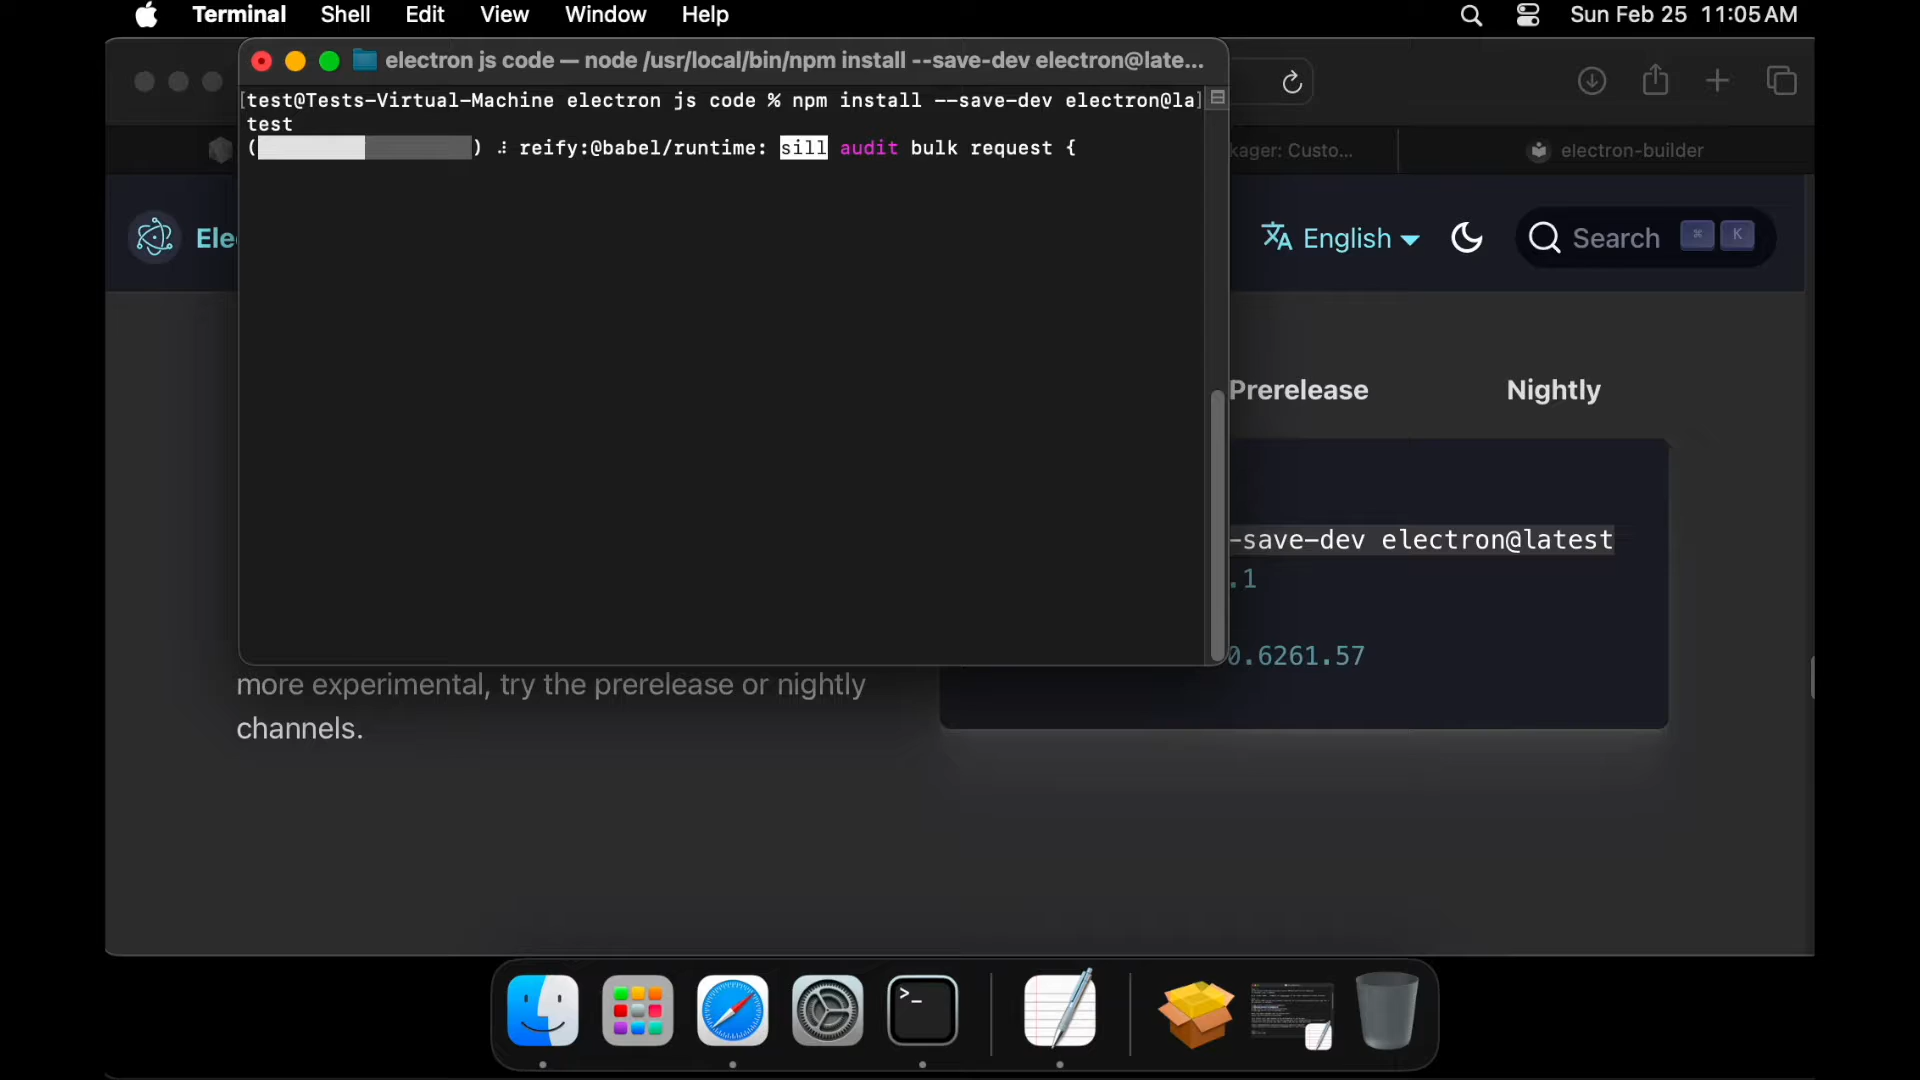 Terminal Shell Edit View Window Help Sun Feb 25 11:05 AM
electron js code — node /usr/local/bin/npm install --save-dev electron@late...
[test@Tests-Virtual-Machine electron js code % npm install --save-dev electron@la]
test
( ) ⠼ reify:@babel/runtime: sill audit bulk request {
kager: Custo... electron-builder
Ele English Search ⌘ K
Prerelease Nightly
-save-dev electron@latest
.1
0.6261.57
more experimental, try the prerelease or nightly
channels.
>_